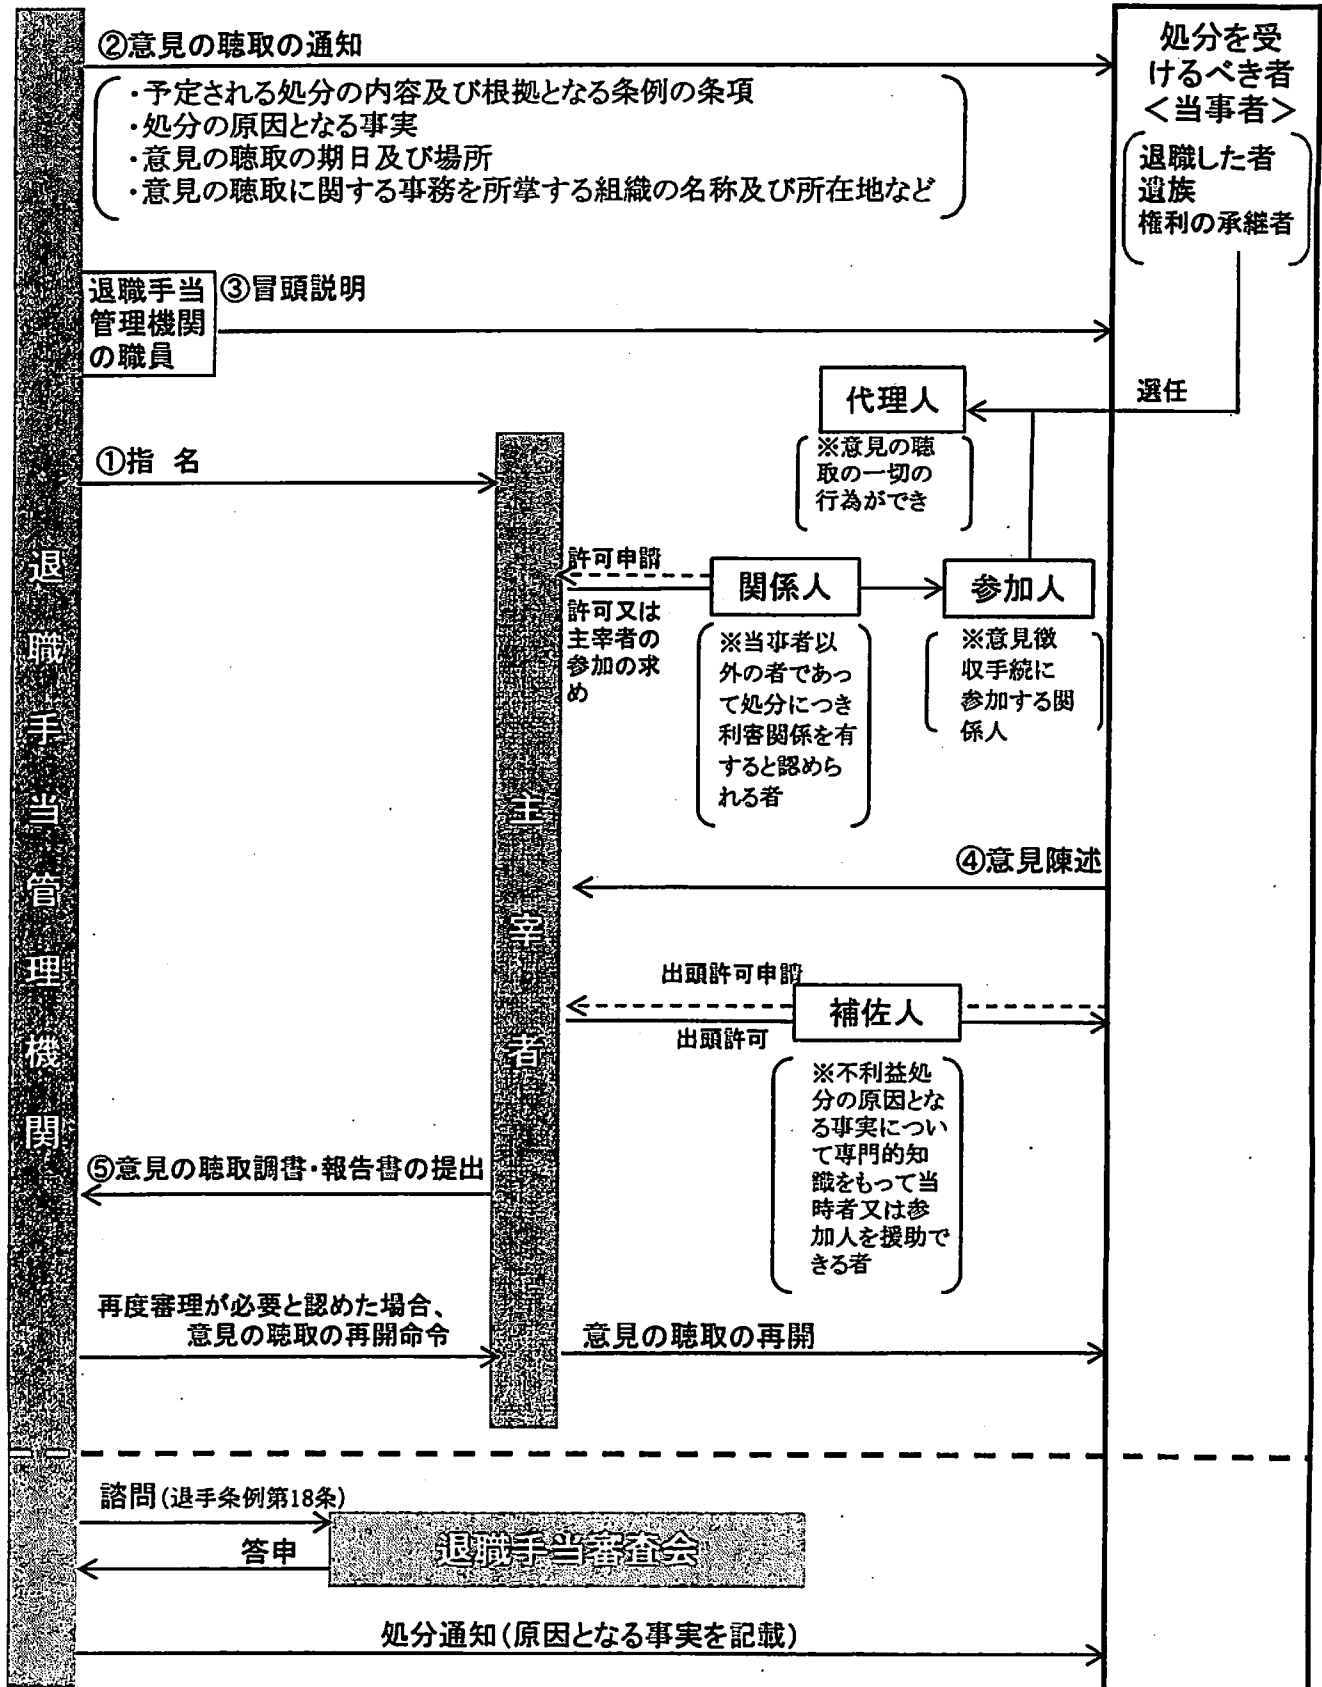 ②意見の聴取の通知
・予定される処分の内容及び根拠となる条例の条項
・処分の原因となる事実
・意見の聴取の期日及び場所
・意見の聴取に関する事務を所掌する組織の名称及び所在地など
処分を受
けるべき者
<当事者>
退職した者
遺族
権利の承継者
退職手当
管理機関
の職員
③冒頭説明
選任
代理人
※意見の聴
取の一切の
行為ができ
①指 名
退職手当管理機関
主宰者
許可申請
許可又は
主宰者の
参加の求
め
関係人
※当事者以
外の者であっ
て処分につき
利害関係を有
すると認めら
れる者
参加人
※意見徴
収手続に
参加する関
係人
④意見陳述
出頭許可申請
補佐人
出頭許可
※不利益処
分の原因とな
る事実につい
て専門的知
識をもって当
時者又は参
加人を援助で
きる者
⑤意見の聴取調書・報告書の提出
再度審理が必要と認めた場合、
意見の聴取の再開命令
意見の聴取の再開
諮問(退手条例第18条)
答申
退職手当審査会
処分通知(原因となる事実を記載)